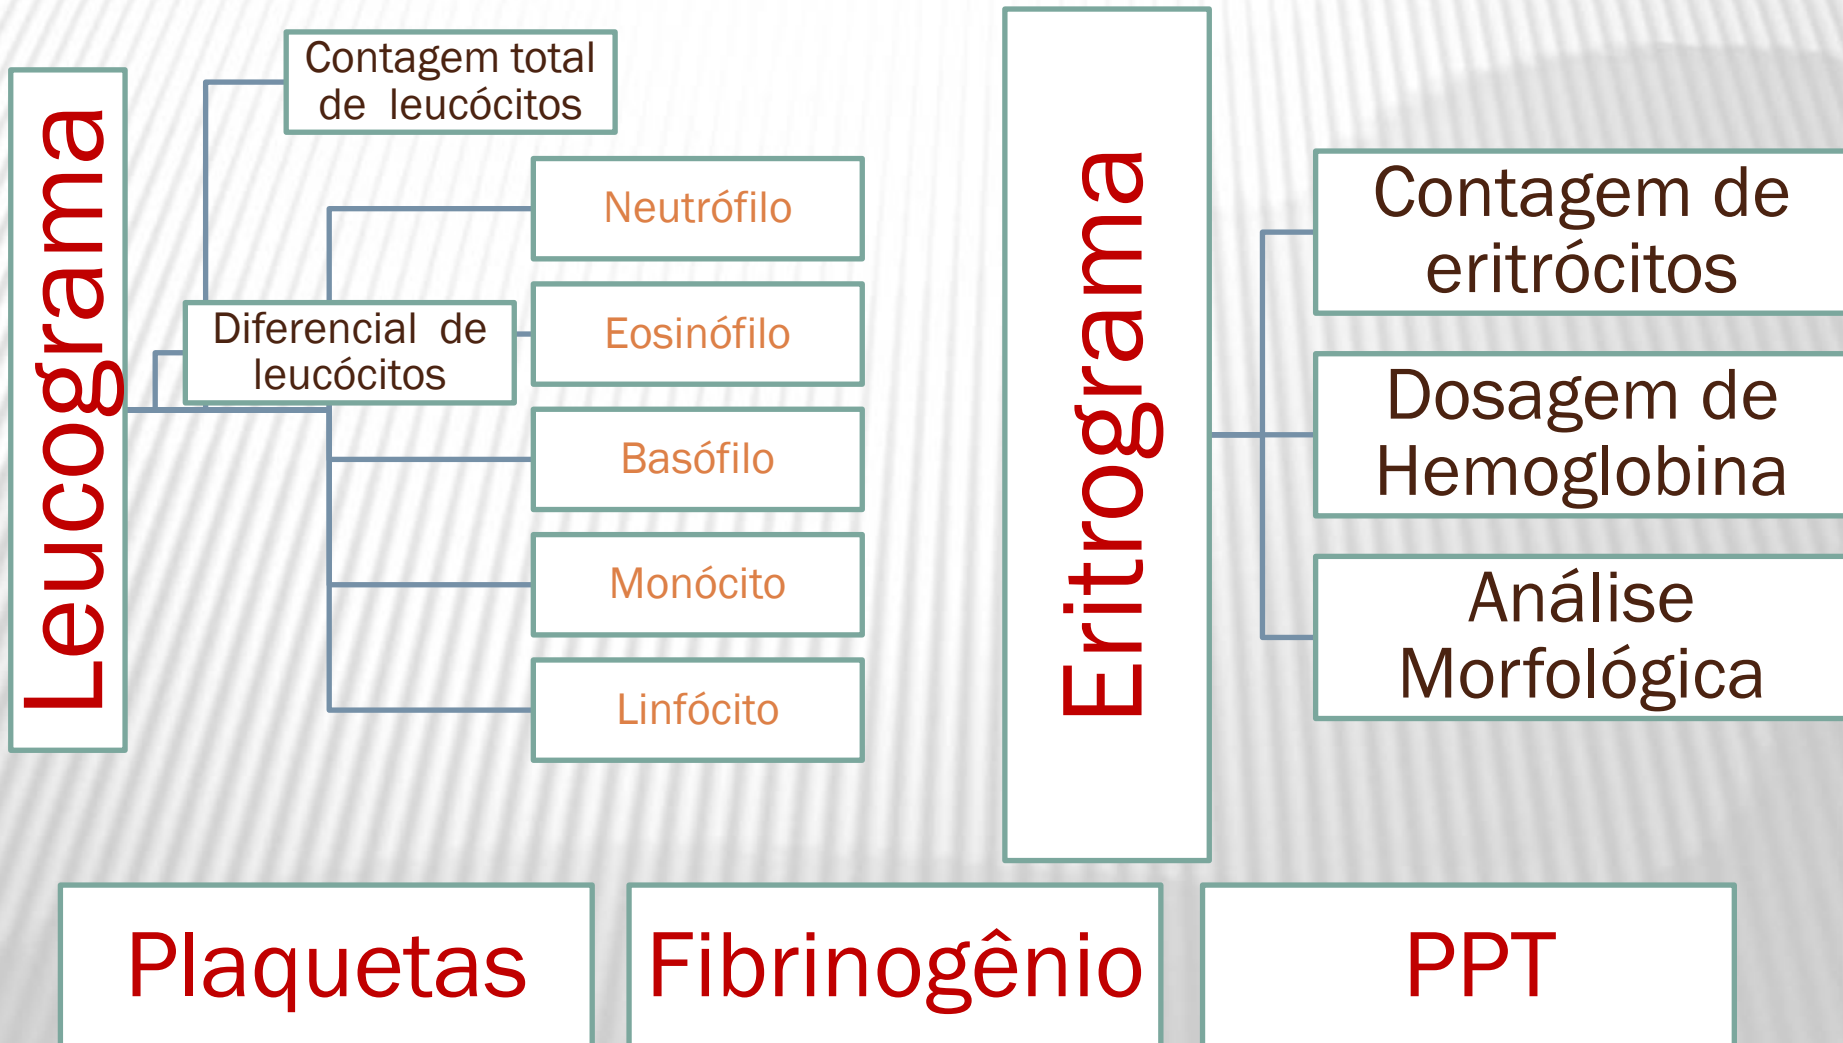 Leucograma
Contagem total
de leucócitos
Diferencial de
leucócitos
Neutrófilo
Eosinófilo
Basófilo
Monócito
Linfócito
Eritrograma
Contagem de
eritrócitos
Dosagem de
Hemoglobina
Análise
Morfológica
Plaquetas
Fibrinogênio
PPT